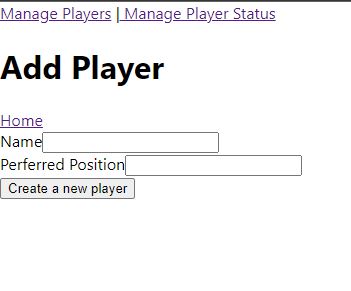 Manage Players | Manage Player Status
Add Player
Home
Name
Perferred Position
Create a new player